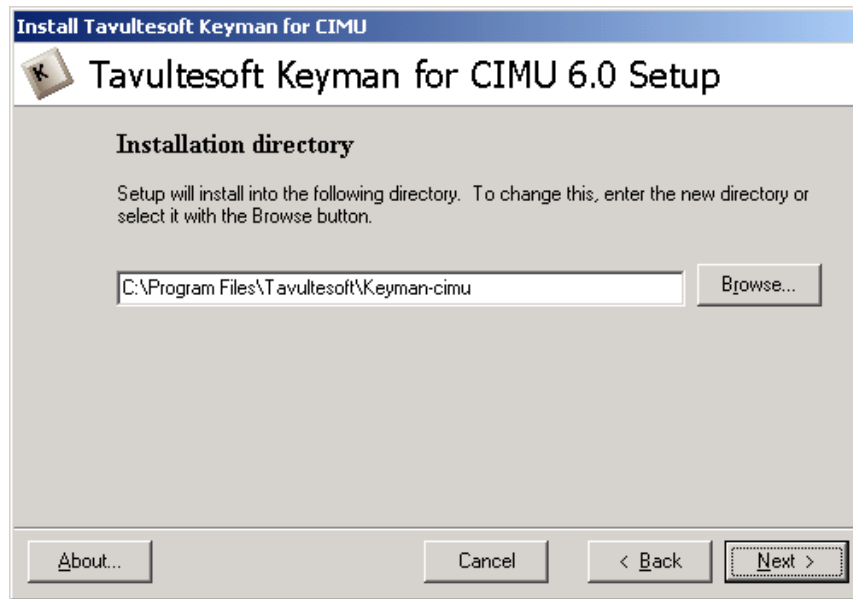 Install Tavultesoft Keyman for CIMU
K
Tavultesoft Keyman for CIMU 6.0 Setup
Installation directory
Setup will install into the following directory.  To change this, enter the new directory or
select it with the Browse button.
C:\Program Files\Tavultesoft\Keyman-cimu
Browse...
About...
Cancel
< Back
Next >